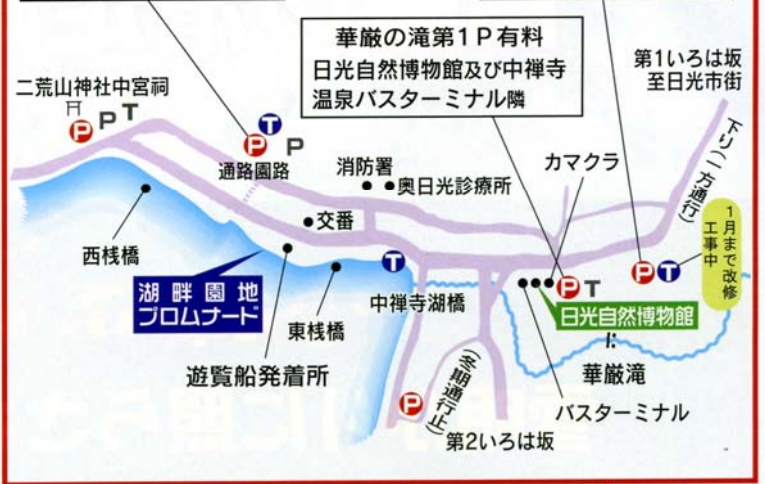 華厳の滝第1P有料
日光自然博物館及び中禅寺
温泉バスターミナル隣
第1いろは坂
至日光市街
二荒山神社中宮祠
P P T
T
P P
通路園路
消防署
奥日光診療所
カマクラ
下り(一方通行)
交番
1月まで改修
工事中
西桟橋
T
P T
P T
湖畔園地
プロムナード
中禅寺湖橋
日光自然博物館
東桟橋
遊覧船発着所
華厳滝
(冬期通行止)
P
バスターミナル
第2いろは坂